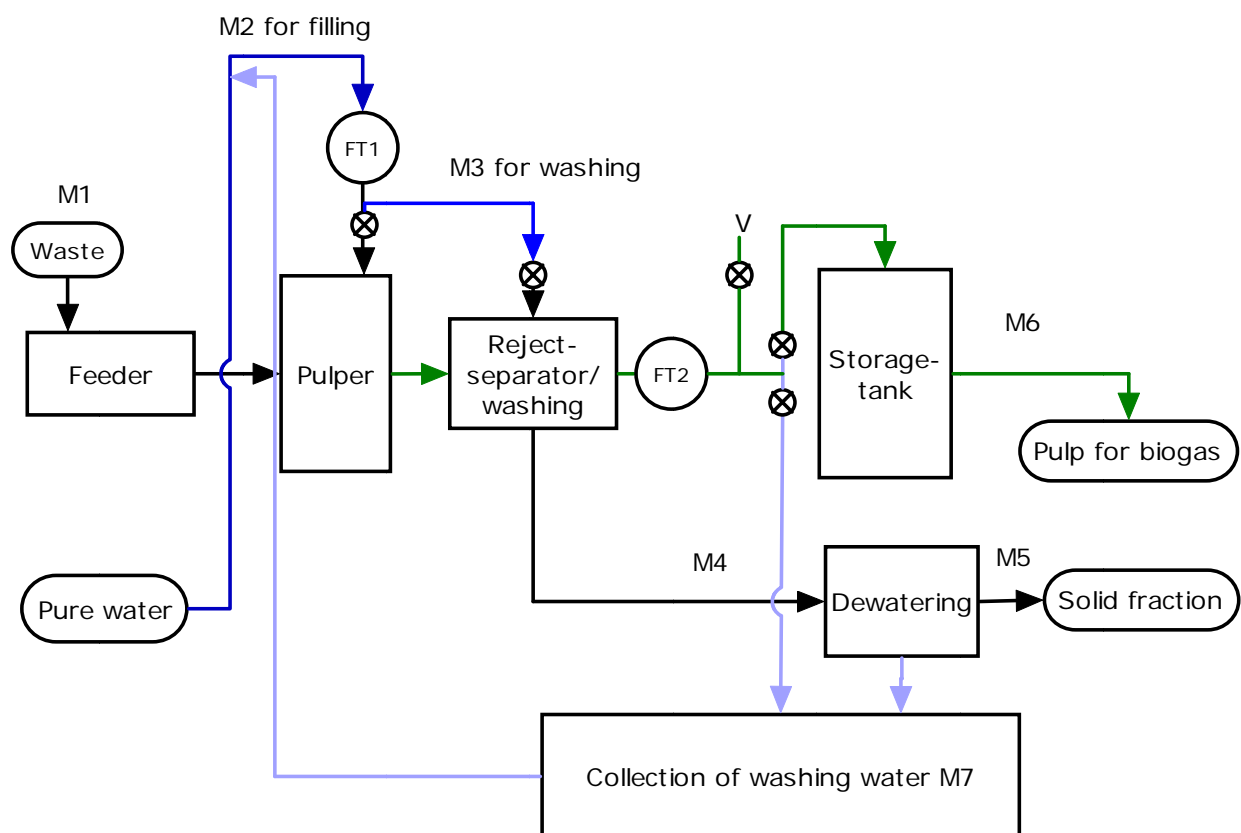 M2 for filling
FT1
M3 for washing
M1
Waste
V
Feeder
Pulper
Reject-
separator/
washing
FT2
Storage-
tank
M6
Pulp for biogas
M4
M5
Pure water
Dewatering
Solid fraction
Collection of washing water M7